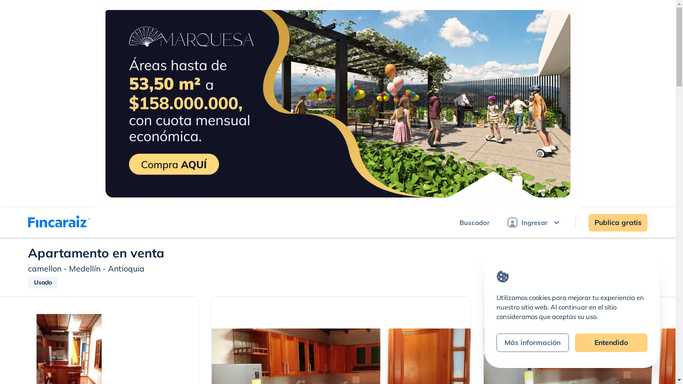 MARQUESA
Áreas hasta de
53,50 m² a
$158.000.000,
con cuota mensual
económica.
Compra AQUÍ
Fincaraiz
Buscador
Ingresar
Publica gratis
Apartamento en venta
camellon - Medellín - Antioquia
Usado
Utilizamos cookies para mejorar tu experiencia en
nuestro sitio web. Al continuar en el sitio
consideramos que aceptas su uso.
Más información
Entendido